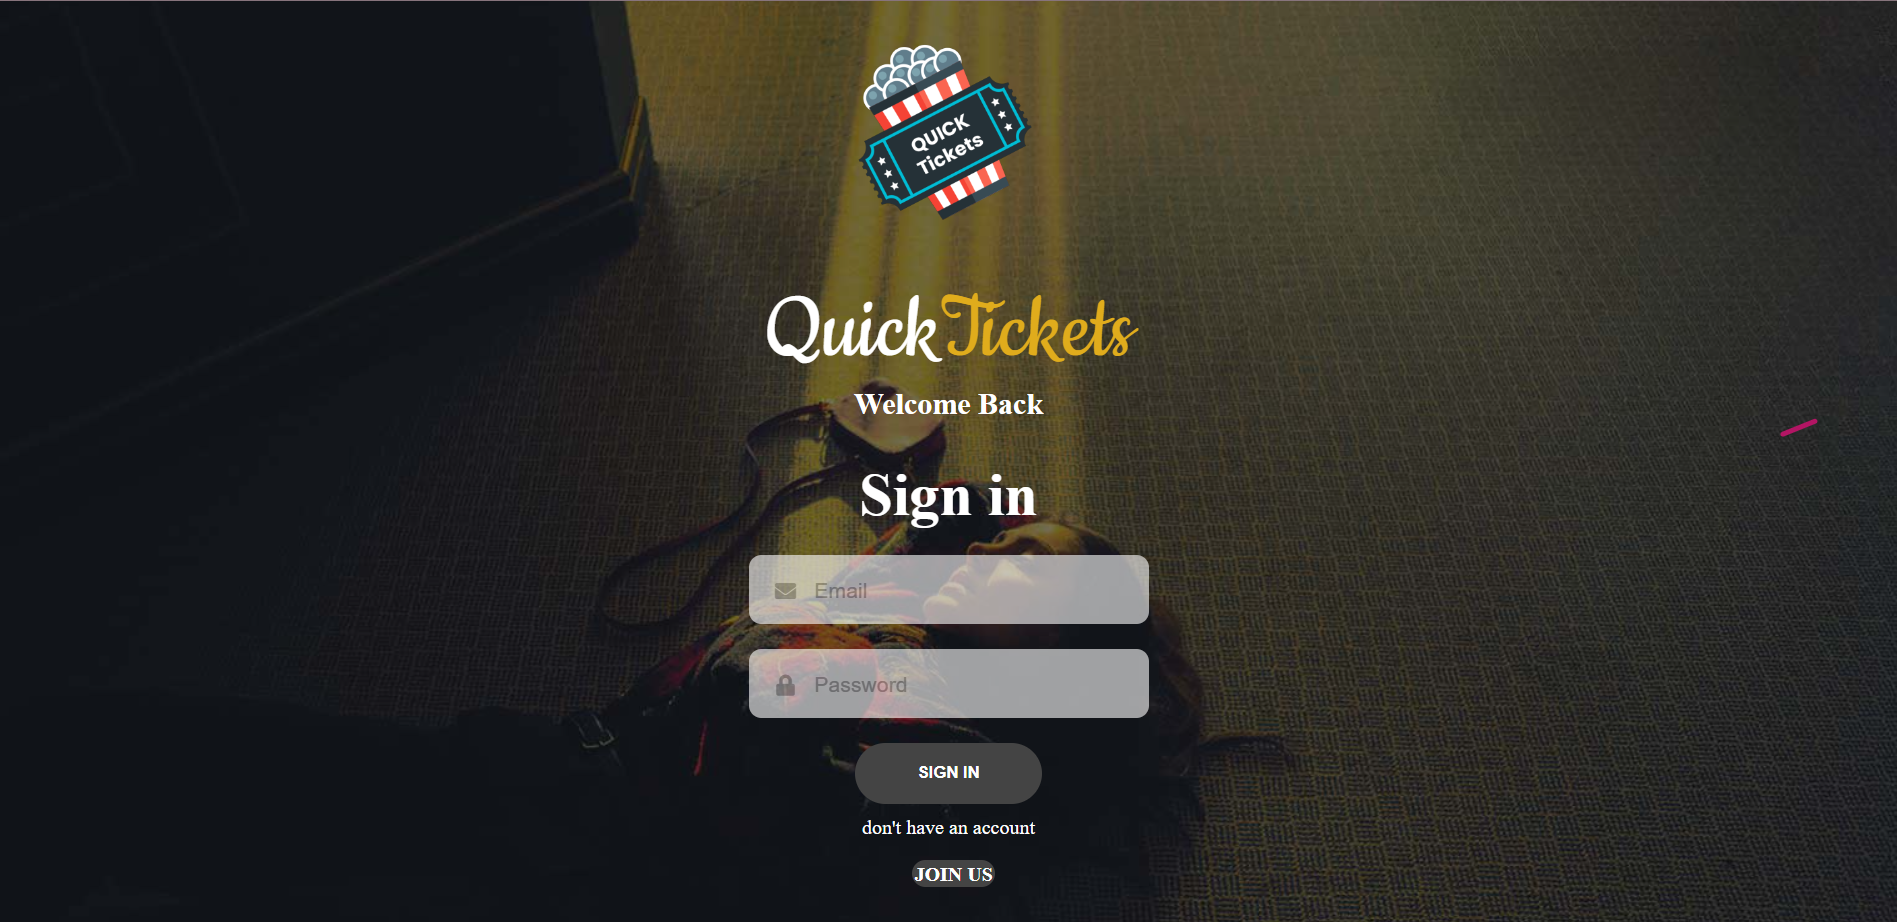 QUICK
Tickets
Quick Tickets
Welcome Back
Sign in
Email
Password
SIGN IN
don't have an account
JOIN US